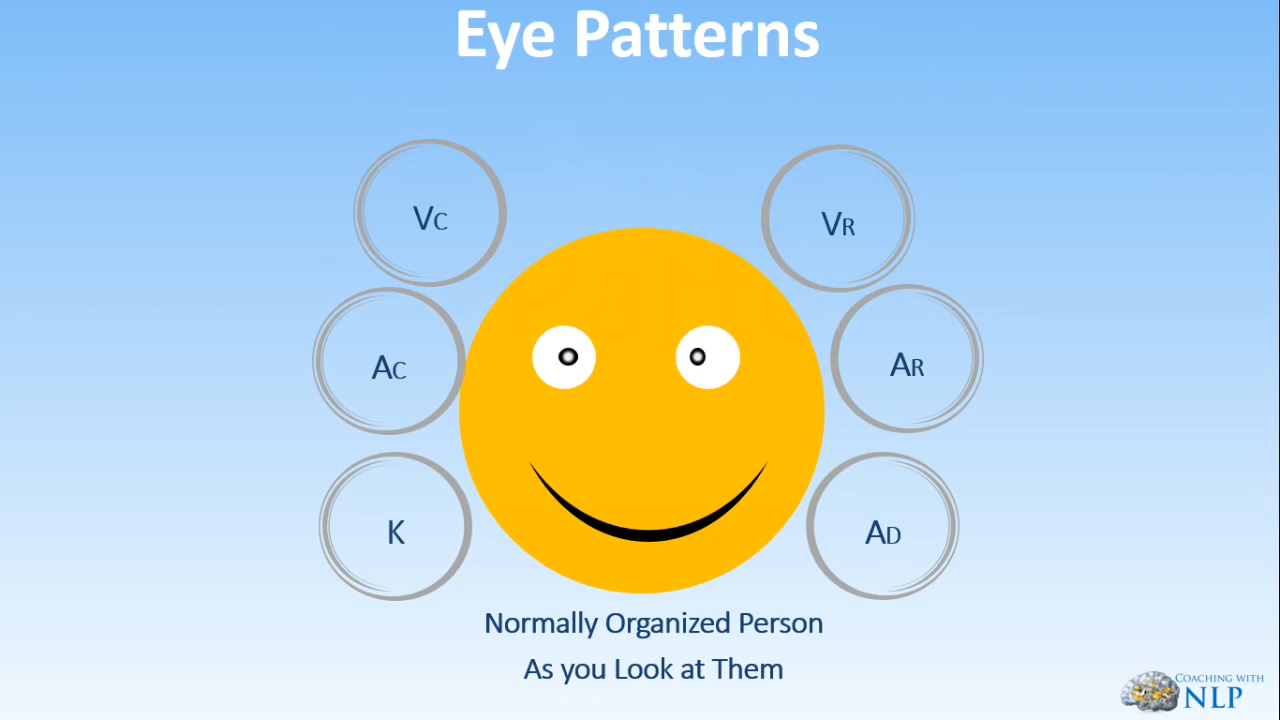 Eye Patterns
VC
VR
AC
AR
K
AD
Normally Organized Person
As you Look at Them
COACHING WITH
NLP